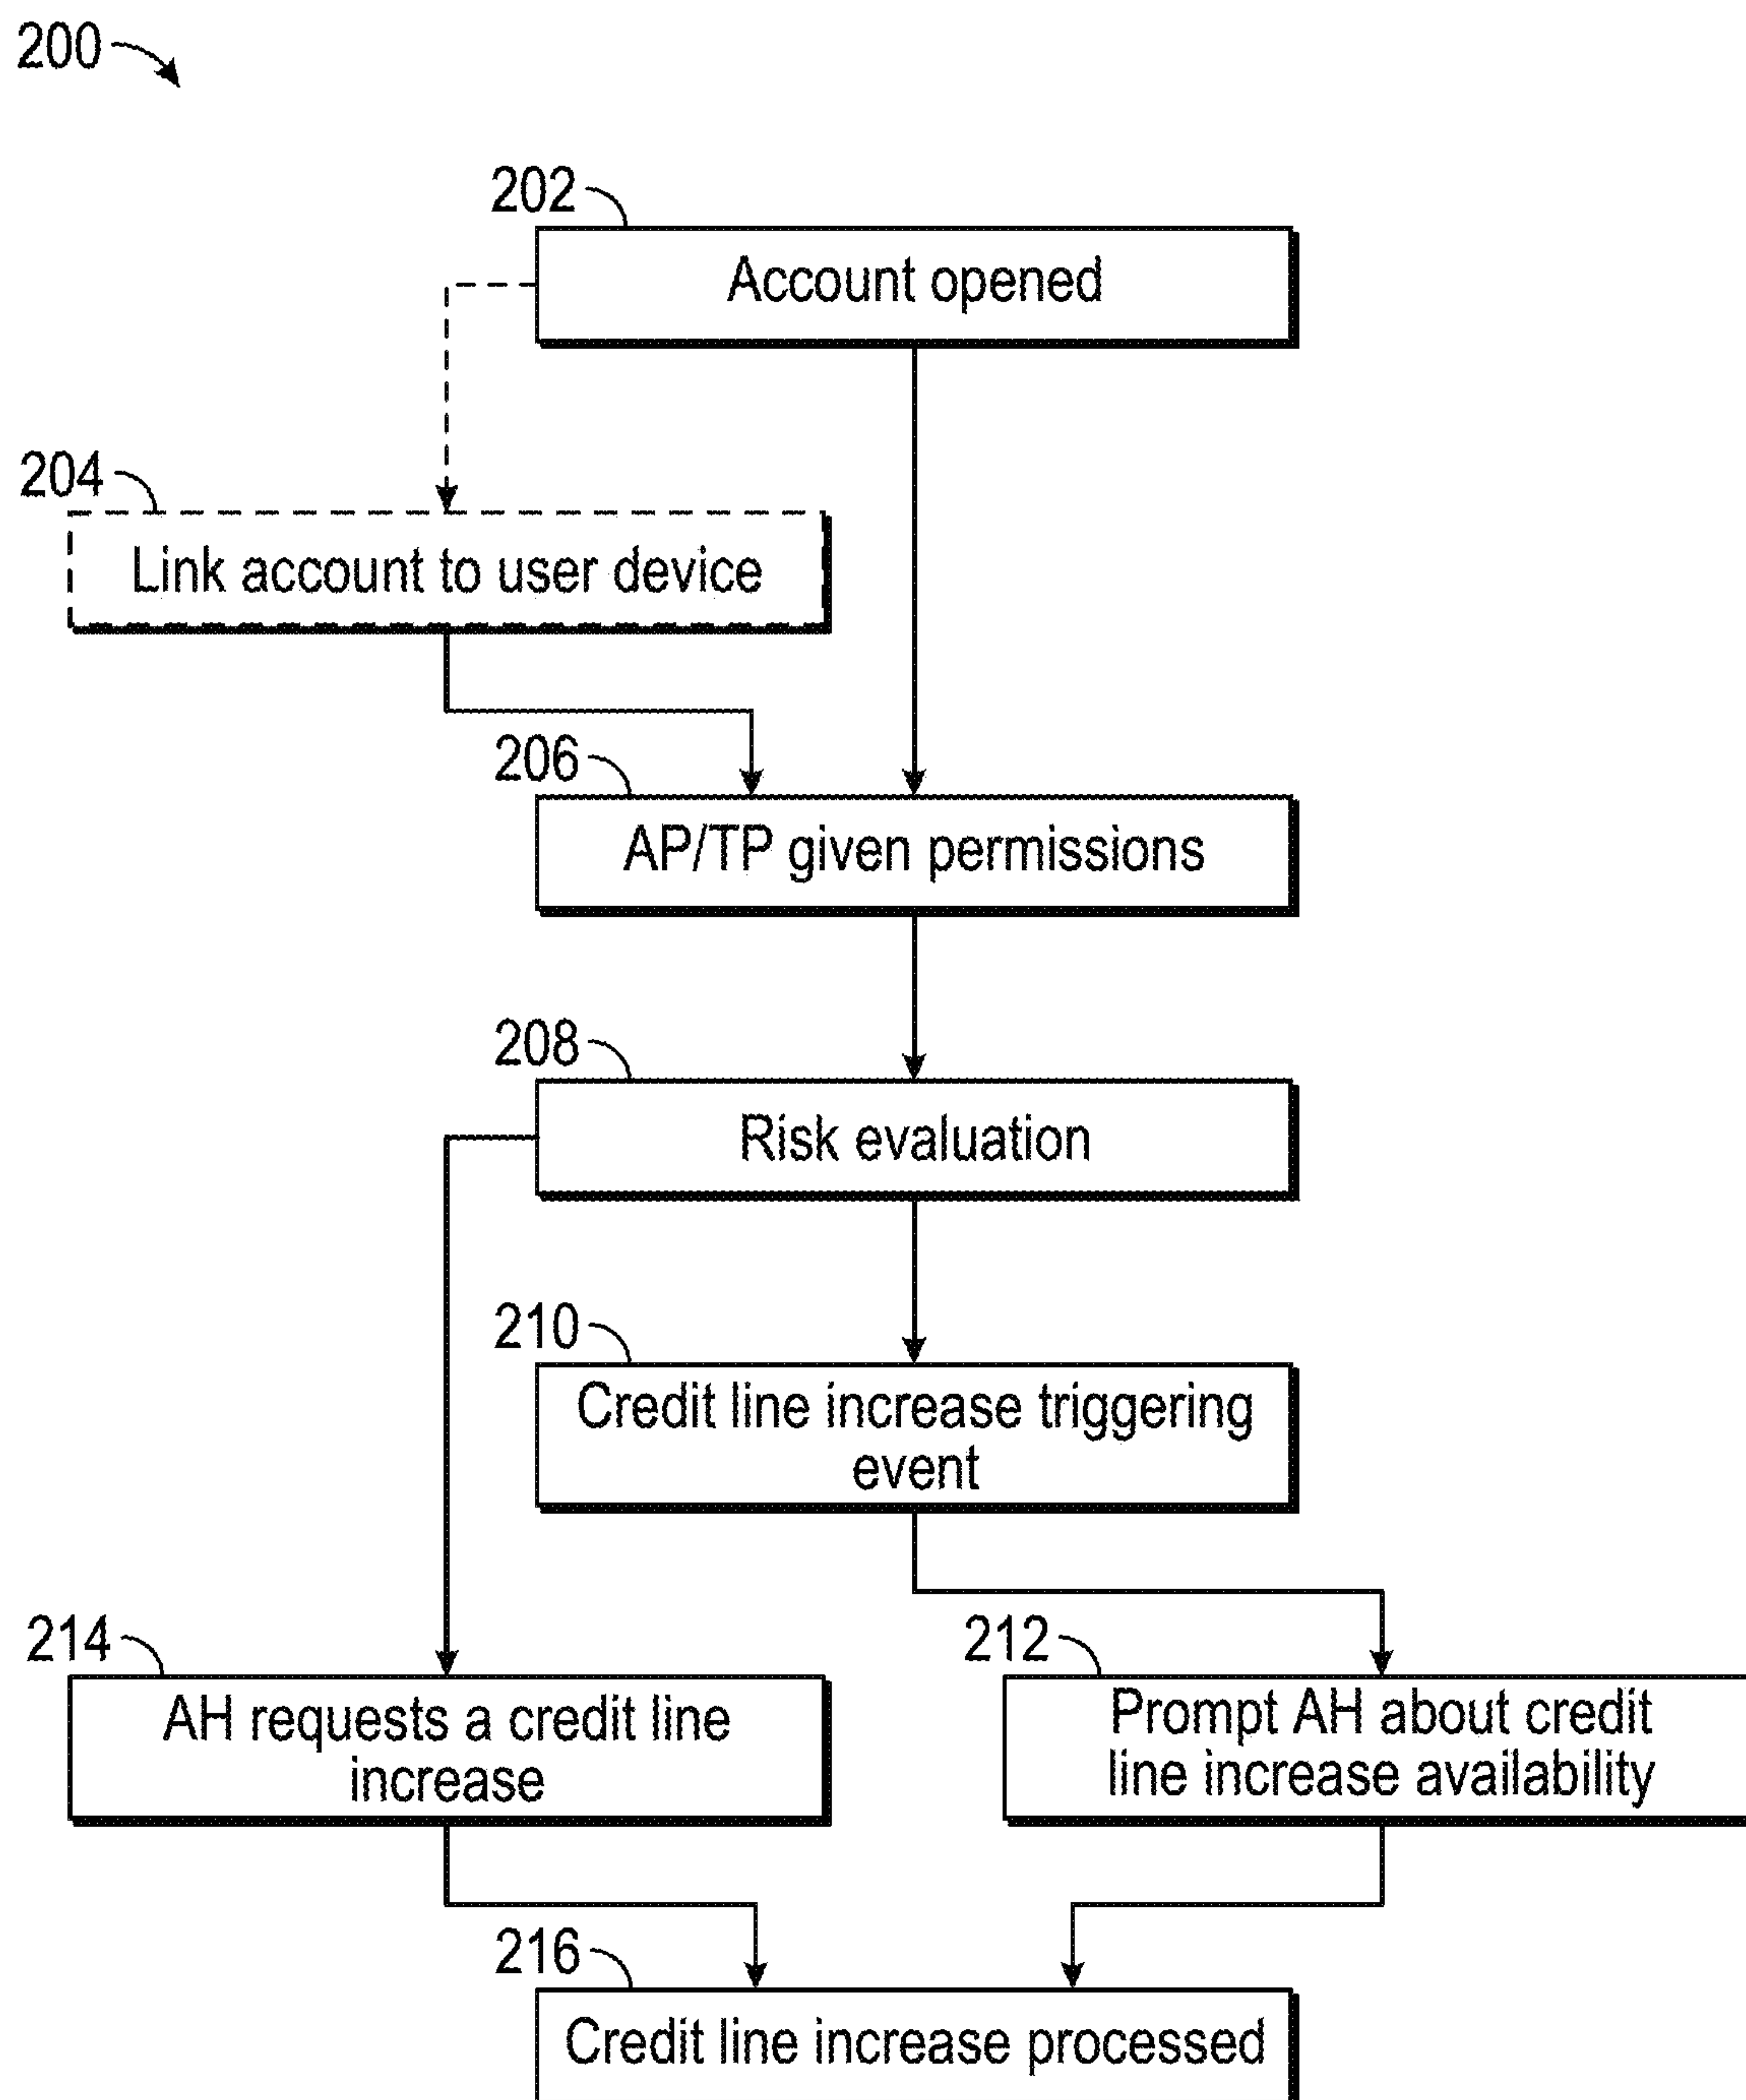 200
202
Account opened
204
Link account to user device
206
AP/TP given permissions
208
Risk evaluation
210
Credit line increase triggering
event
214
AH requests a credit line
increase
212
Prompt AH about credit
line increase availability
216
Credit line increase processed